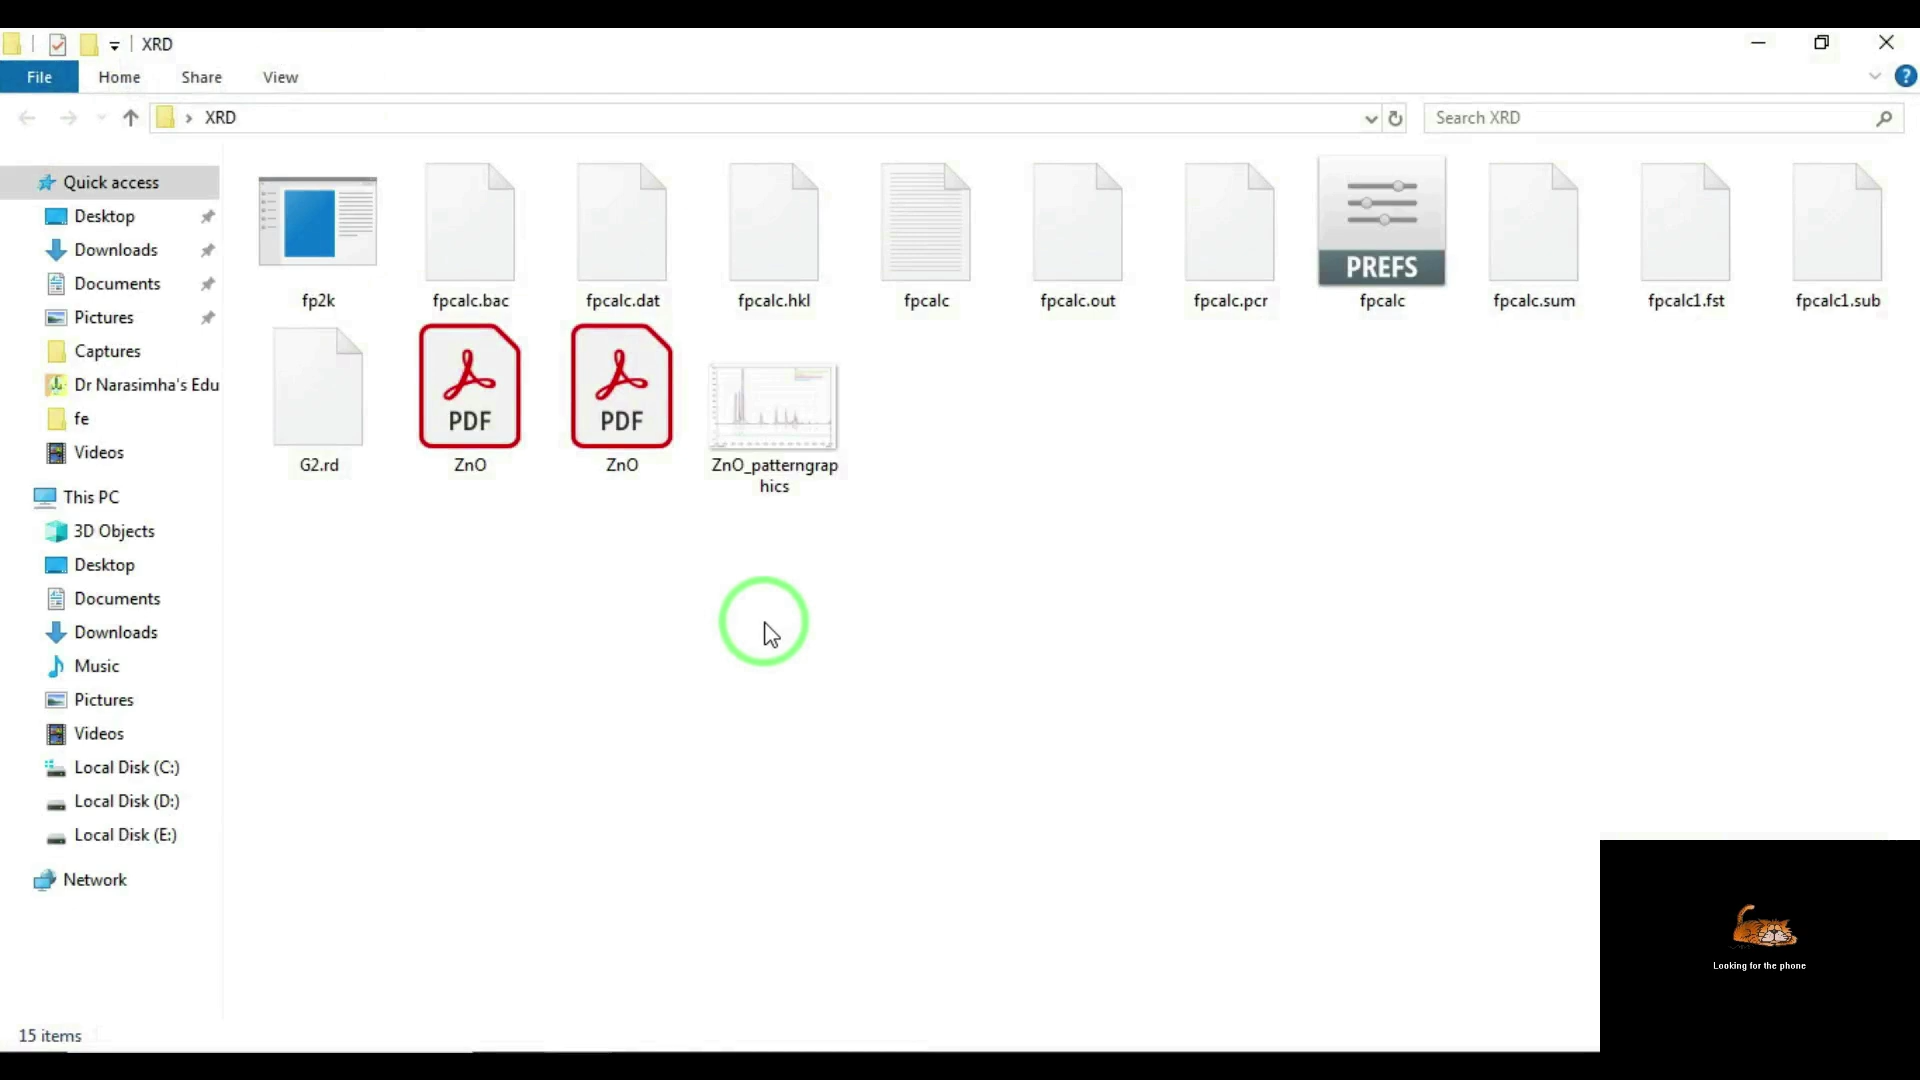 XRD
File Home Share View
XRD
Search XRD
Quick access
Desktop
Downloads
Documents
Pictures
Captures
Dr Narasimha's Edu
fe
Videos
This PC
3D Objects
Desktop
Documents
Downloads
Music
Pictures
Videos
Local Disk (C:)
Local Disk (D:)
Local Disk (E:)
Network
PREFS
fp2k fpcalc.bac fpcalc.dat fpcalc.hkl fpcalc fpcalc.out fpcalc.pcr fpcalc fpcalc.sum fpcalc1.fst fpcalc1.sub
PDF PDF
G2.rd ZnO ZnO ZnO_patterngrap
hics
Looking for the phone
15 items